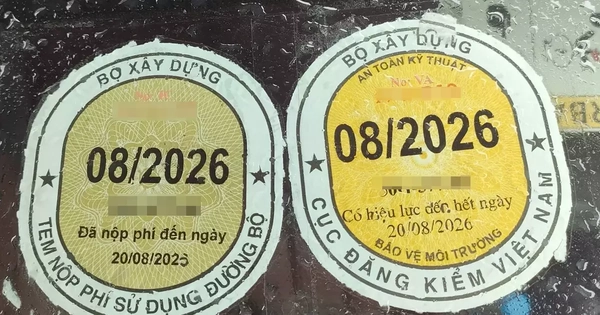 BỘ XÂY DỰNG
08/2026
Đã nộp phí đến ngày
20/08/2026
TEM NỘP PHÍ SỬ DỤNG ĐƯỜNG BỘ
BỘ XÂY DỰNG
AN TOÀN KỸ THUẬT
No: VA
08/2026
Có hiệu lực đến hết ngày
20/08/2026
BẢO VỆ MÔI TRƯỜNG
CỤC ĐĂNG KIỂM VIỆT NAM